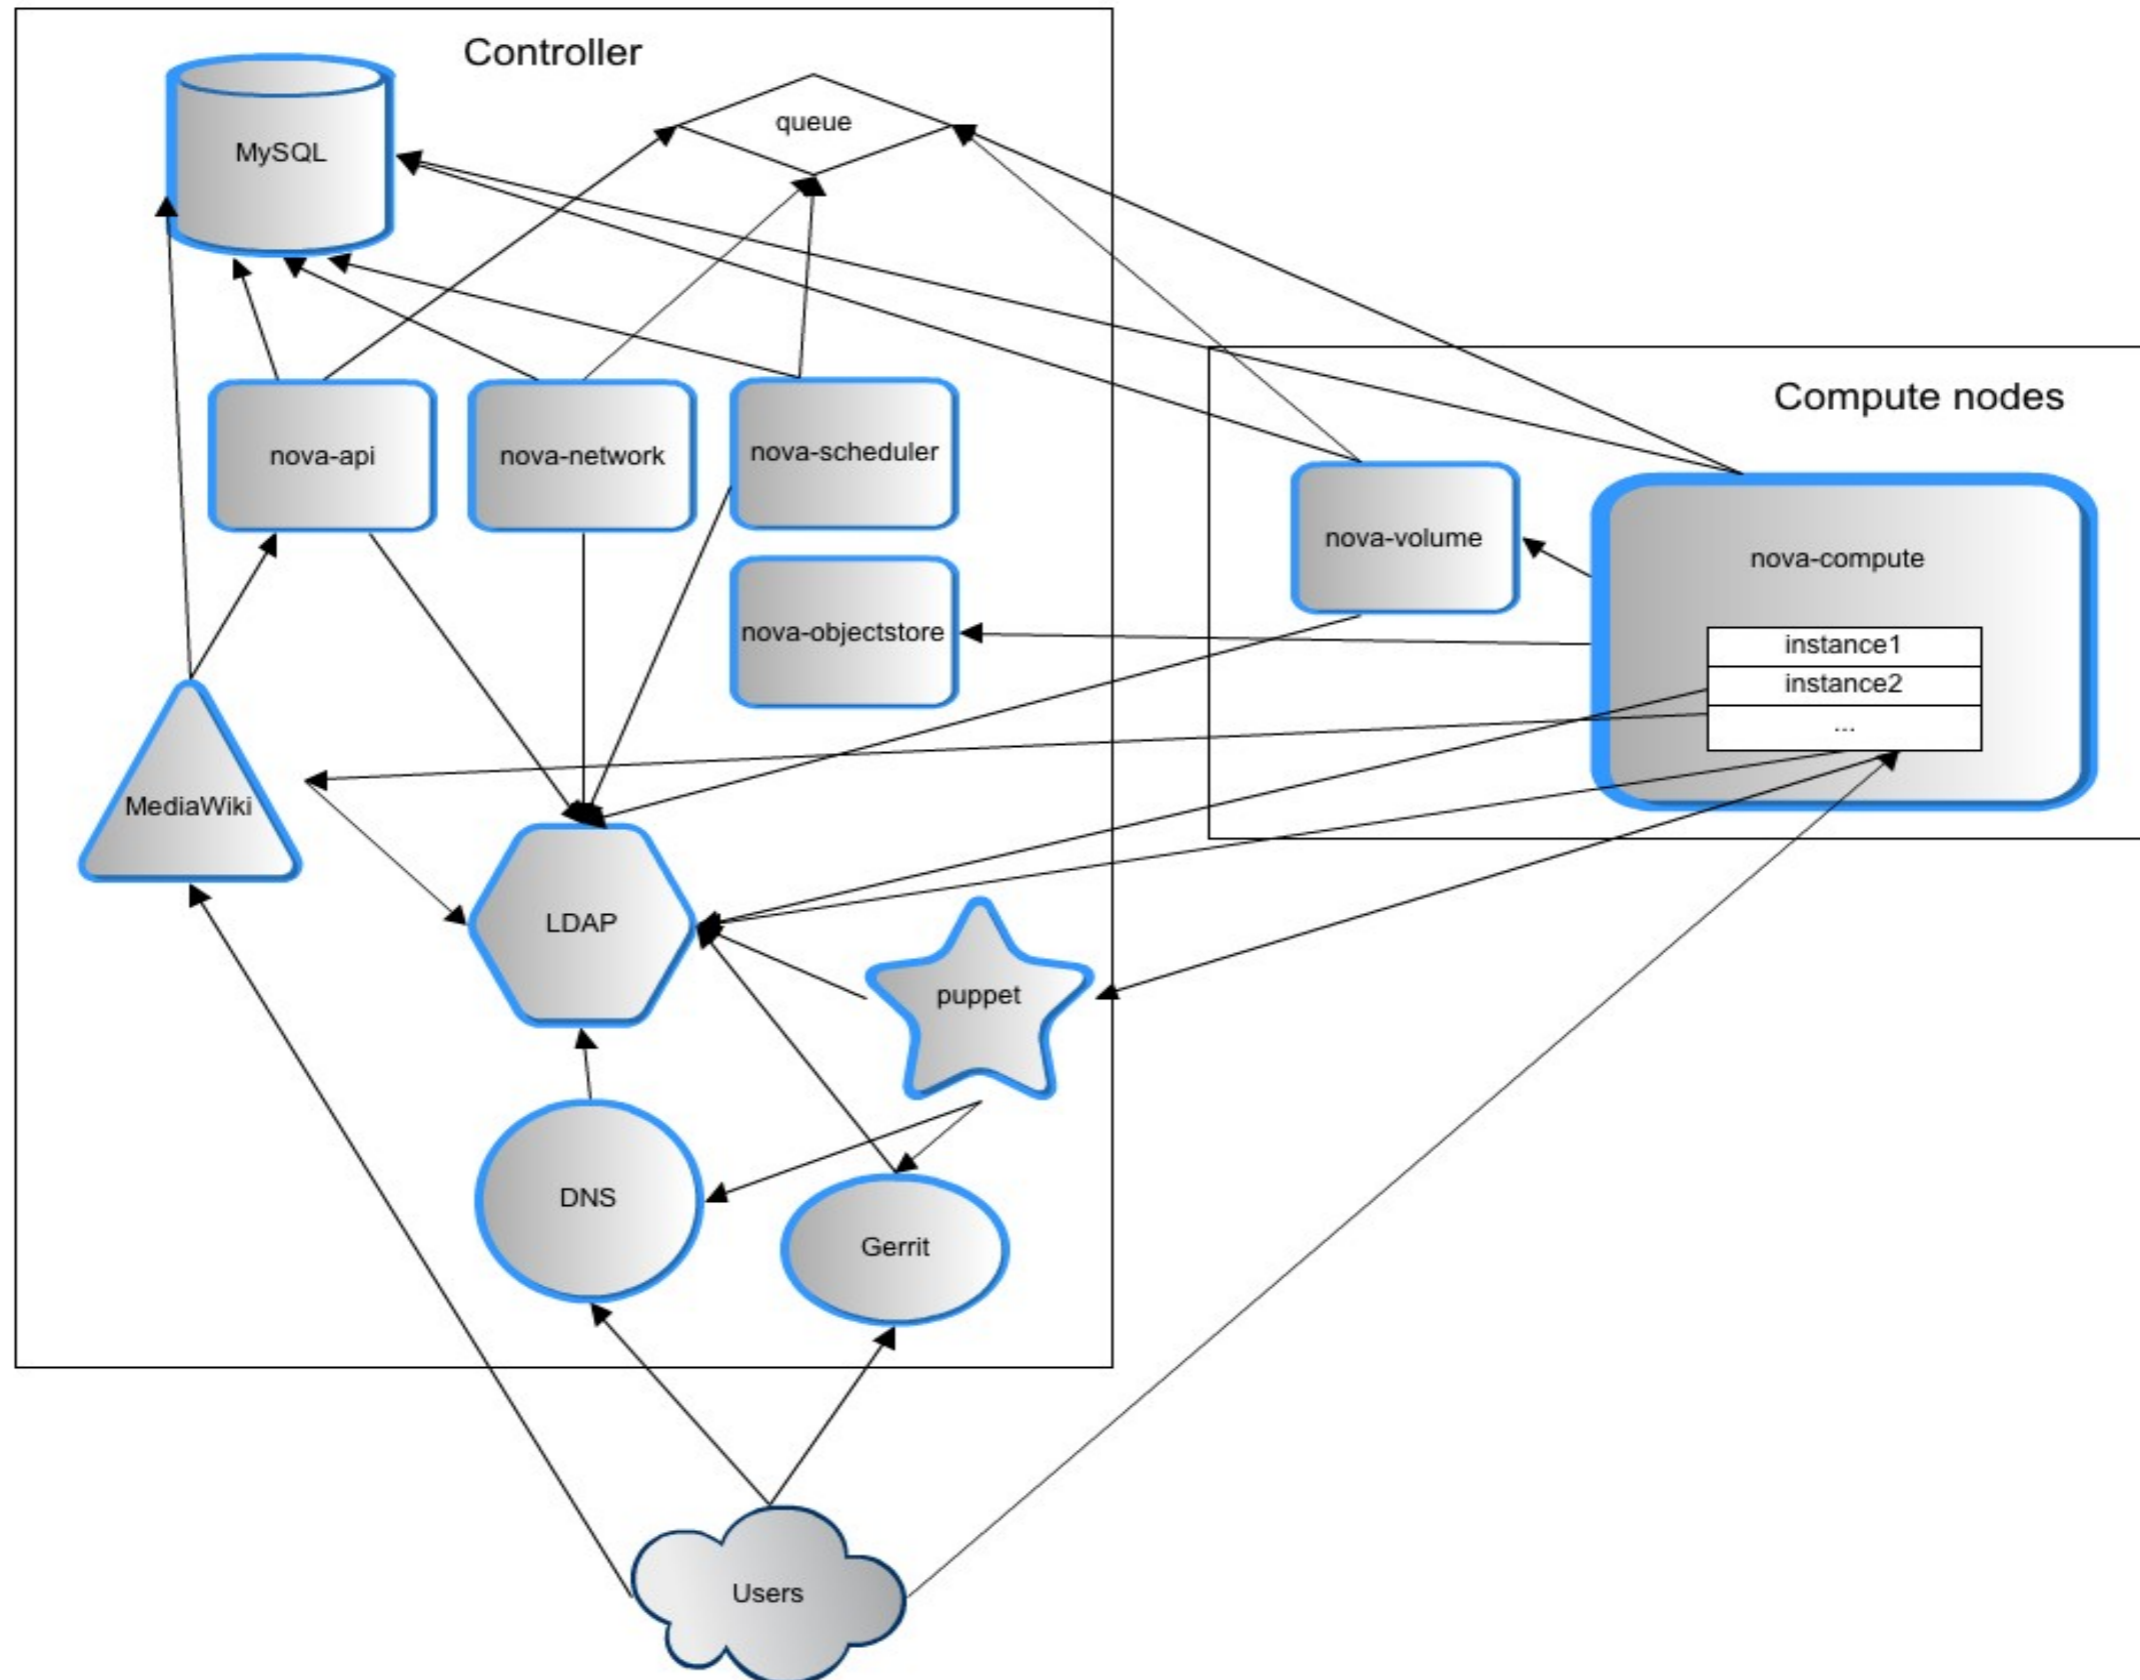 Controller
MySQL
queue
Compute nodes
nova-api
nova-network
nova-scheduler
nova-volume
nova-compute
nova-objectstore
instance1
instance2
...
MediaWiki
LDAP
puppet
DNS
Gerrit
Users